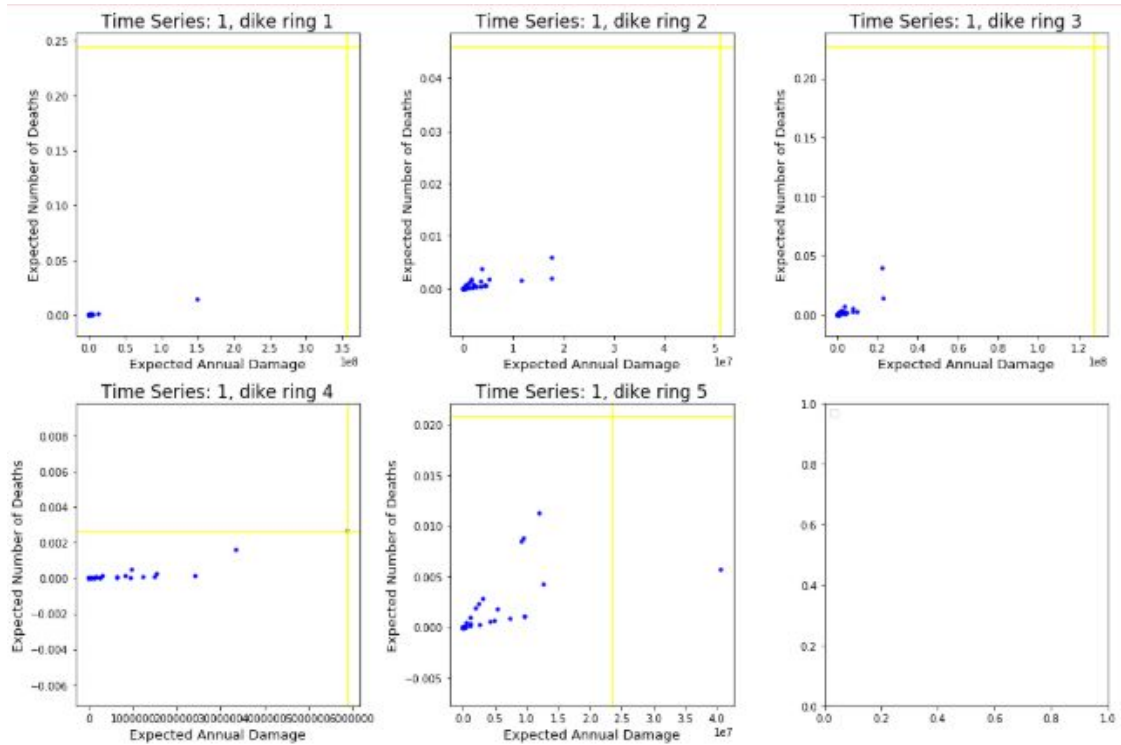 Time Series: 1, dike ring 1
0.25
0.20
0.15
0.10
0.05
0.00
Expected Number of Deaths
0.0 0.5 1.0 1.5 2.0 2.5 3.0 3.5
1e8
Expected Annual Damage
Time Series: 1, dike ring 2
0.04
0.02
0.00
Expected Number of Deaths
0 1 2 3 4 5
1e7
Expected Annual Damage
Time Series: 1, dike ring 3
0.20
0.15
0.10
0.05
0.00
Expected Number of Deaths
0.0 0.2 0.4 0.6 0.8 1.0 1.2
1e8
Expected Annual Damage
Time Series: 1, dike ring 4
0.008
0.006
0.004
0.002
0.000
−0.002
−0.004
−0.006
Expected Number of Deaths
0 1000000 2000000 3000000 4000000 5000000 6000000
Expected Annual Damage
Time Series: 1, dike ring 5
0.020
0.015
0.010
0.005
0.000
−0.005
Expected Number of Deaths
0.0 0.5 1.0 1.5 2.0 2.5 3.0 3.5 4.0
1e7
Expected Annual Damage
1.0
0.8
0.6
0.4
0.2
0.0
0.0 0.2 0.4 0.6 0.8 1.0